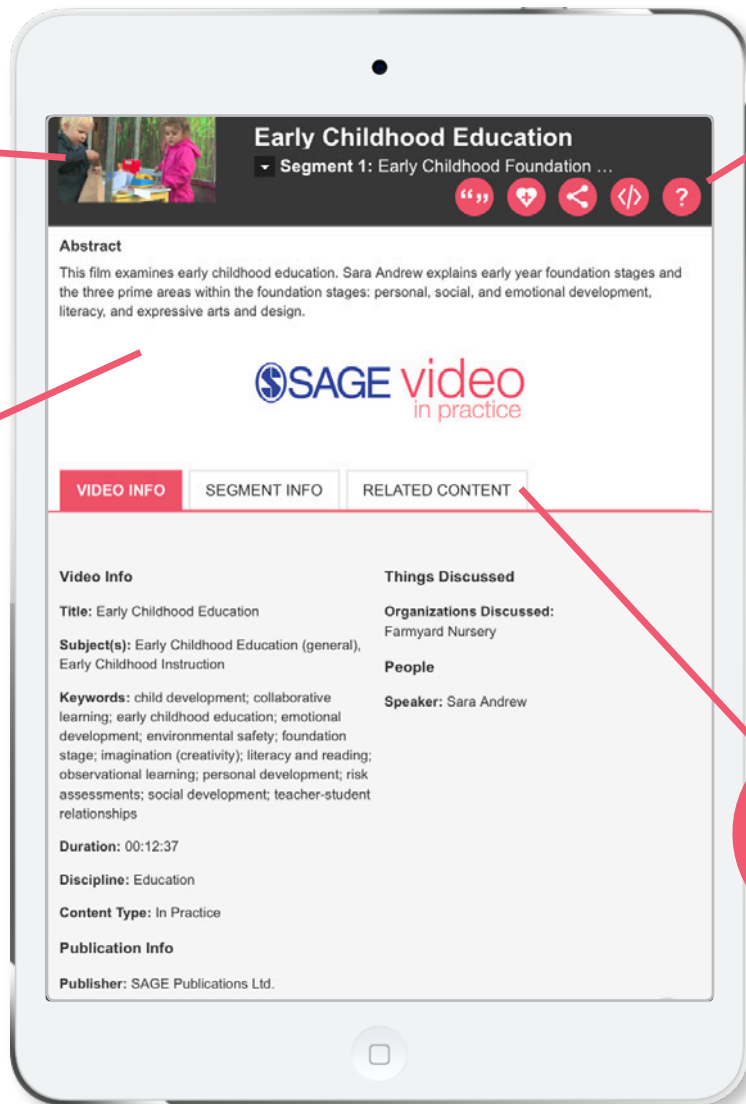 Early Childhood Education
Segment 1: Early Childhood Foundation ...
“ ” </> ?
Abstract
This film examines early childhood education. Sara Andrew explains early year foundation stages and
the three prime areas within the foundation stages: personal, social, and emotional development,
literacy, and expressive arts and design.
S SAGE video
in practice
VIDEO INFO SEGMENT INFO RELATED CONTENT
Video Info
Title: Early Childhood Education
Subject(s): Early Childhood Education (general),
Early Childhood Instruction
Keywords: child development; collaborative
learning; early childhood education; emotional
development; environmental safety; foundation
stage; imagination (creativity); literacy and reading;
observational learning; personal development; risk
assessments; social development; teacher-student
relationships
Duration: 00:12:37
Discipline: Education
Content Type: In Practice
Publication Info
Publisher: SAGE Publications Ltd.
Things Discussed
Organizations Discussed:
Farmyard Nursery
People
Speaker: Sara Andrew